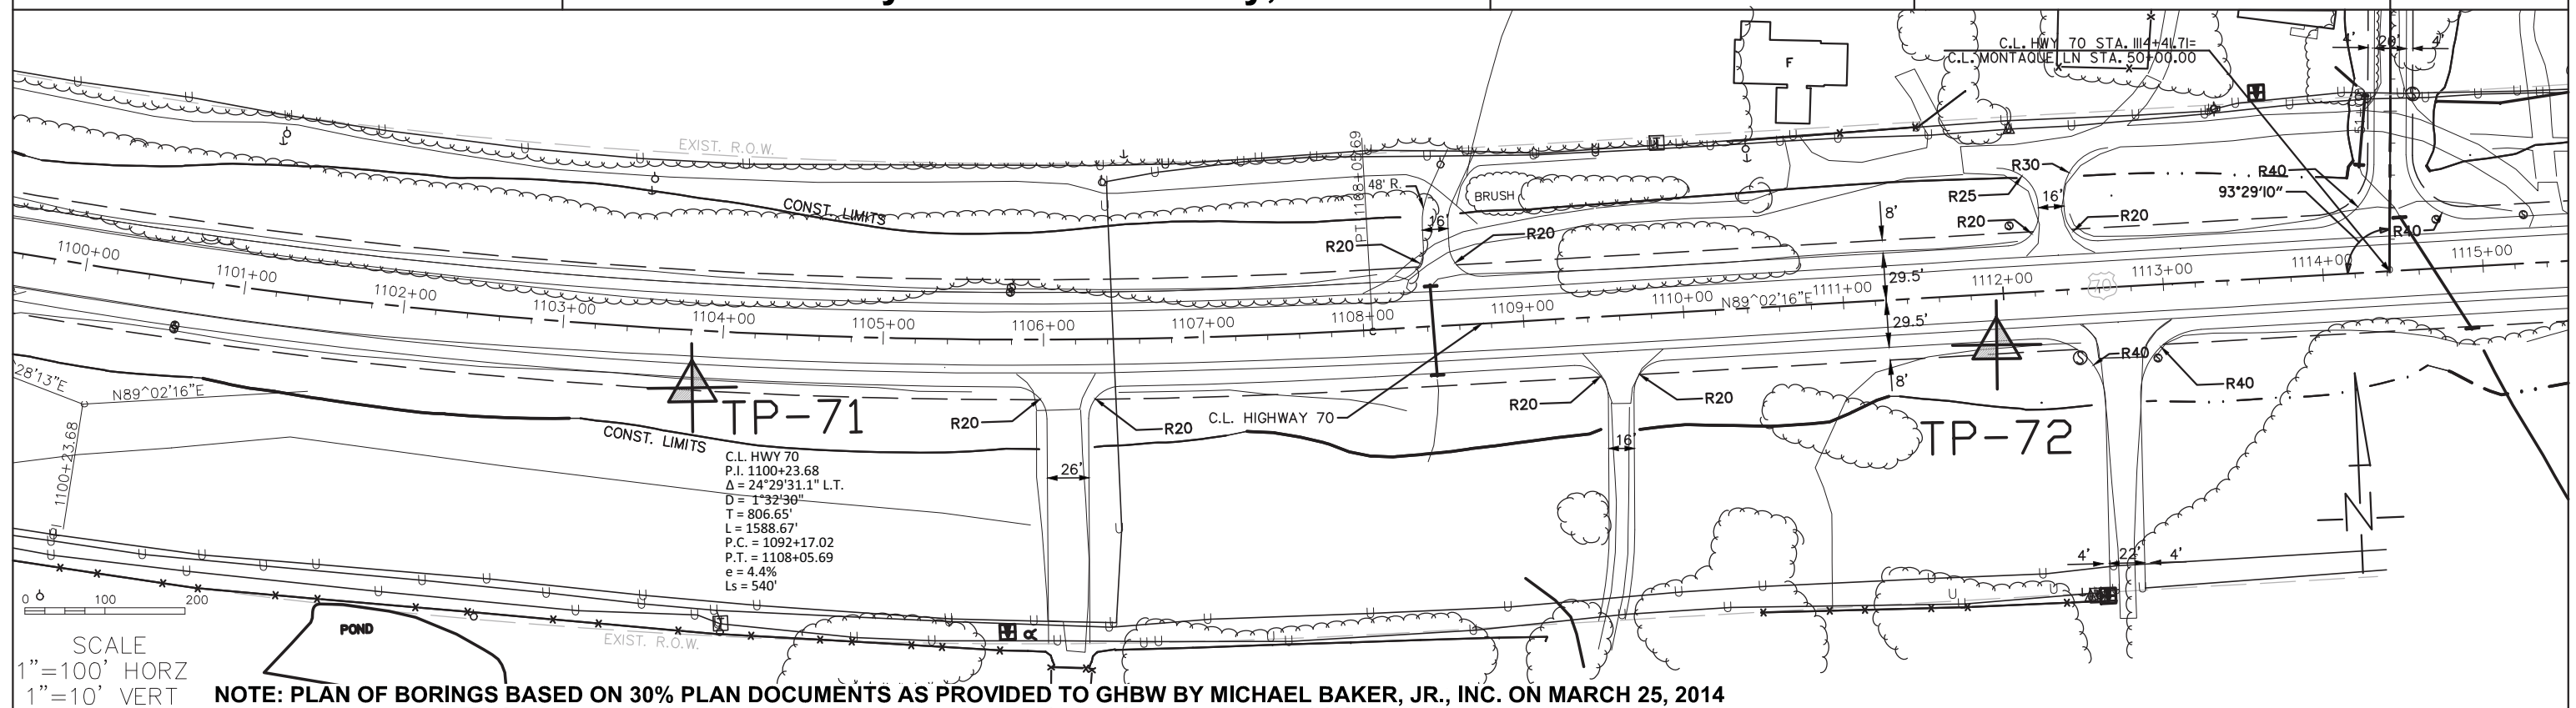 C.L. HWY 70 STA. 1114+41.71=
C.L. MONTAQUE LN STA. 50+00.00
4' 20' 4'
F
EXIST. R.O.W.
CONST. LIMITS
PT 1108+05.69
48' R.
16'
BRUSH
R20
R20
8'
29.5'
29.5'
8'
R30
R25
R20
16'
R20
R40
93°29'10"
R40
1100+00
1101+00
1102+00
1103+00
1104+00
1105+00
1106+00
1107+00
1108+00
1109+00
1110+00
N89^02'16"E
1111+00
1112+00
70
1113+00
1114+00
1115+00
28'13"E
N89^02'16"E
1100+23.68
TP-71
CONST. LIMITS
R20
R20
26'
C.L. HIGHWAY 70
R20
R20
16'
TP-72
R40
R40
4' 22' 4'
N
C.L. HWY 70
P.I. 1100+23.68
Δ = 24°29'31.1" L.T.
D = 1°32'30"
T = 806.65'
L = 1588.67'
P.C. = 1092+17.02
P.T. = 1108+05.69
e = 4.4%
Ls = 540'
0 100 200
SCALE
1"=100' HORZ
1"=10' VERT
POND
EXIST. R.O.W.
NOTE: PLAN OF BORINGS BASED ON 30% PLAN DOCUMENTS AS PROVIDED TO GHBW BY MICHAEL BAKER, JR., INC. ON MARCH 25, 2014